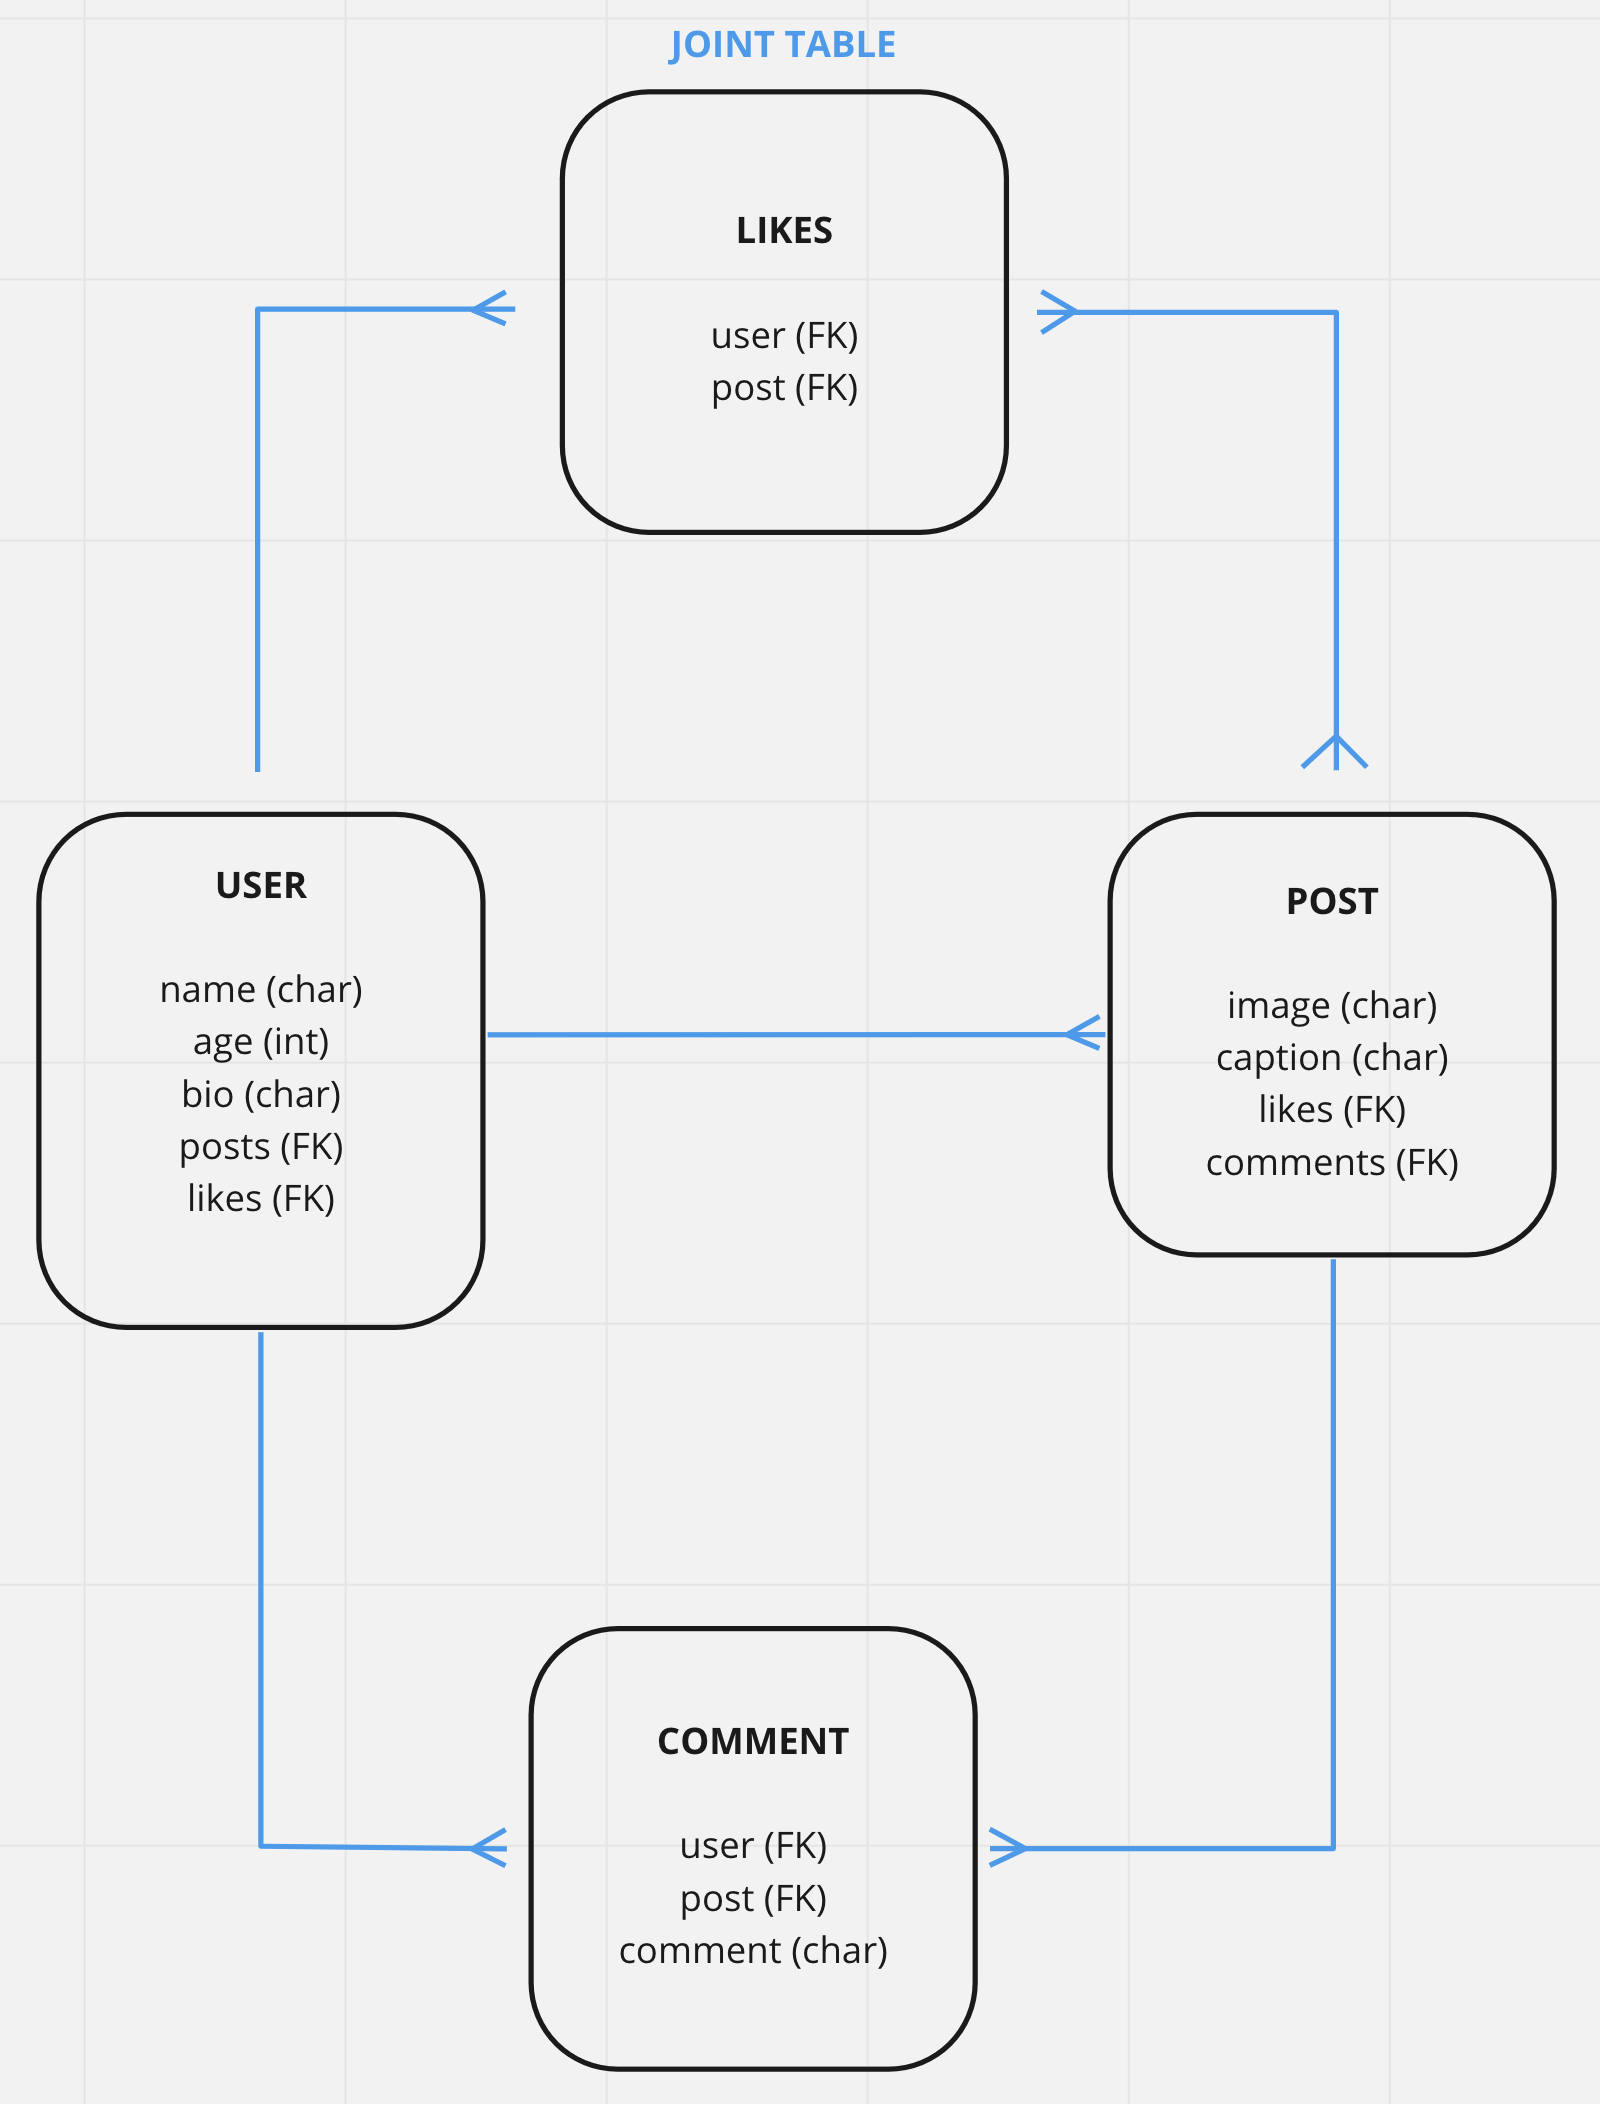 JOINT TABLE
LIKES
user (FK)
post (FK)
USER
name (char)
age (int)
bio (char)
posts (FK)
likes (FK)
POST
image (char)
caption (char)
likes (FK)
comments (FK)
COMMENT
user (FK)
post (FK)
comment (char)